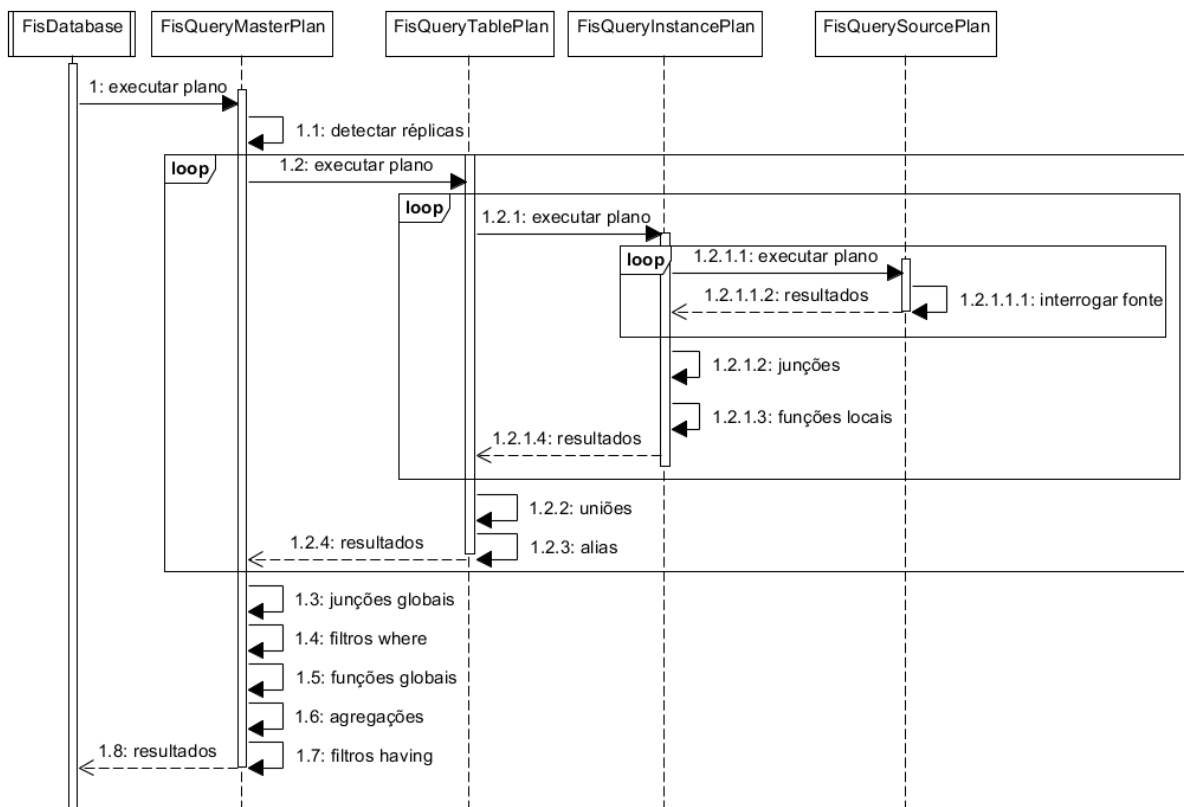 FisDatabase
FisQueryMasterPlan
FisQueryTablePlan
FisQueryInstancePlan
FisQuerySourcePlan
1: executar plano
1.1: detectar réplicas
loop
1.2: executar plano
loop
1.2.1: executar plano
loop
1.2.1.1: executar plano
1.2.1.1.2: resultados
1.2.1.1.1: interrogar fonte
1.2.1.2: junções
1.2.1.3: funções locais
1.2.1.4: resultados
1.2.2: uniões
1.2.4: resultados
1.2.3: alias
1.3: junções globais
1.4: filtros where
1.5: funções globais
1.6: agregações
1.8: resultados
1.7: filtros having